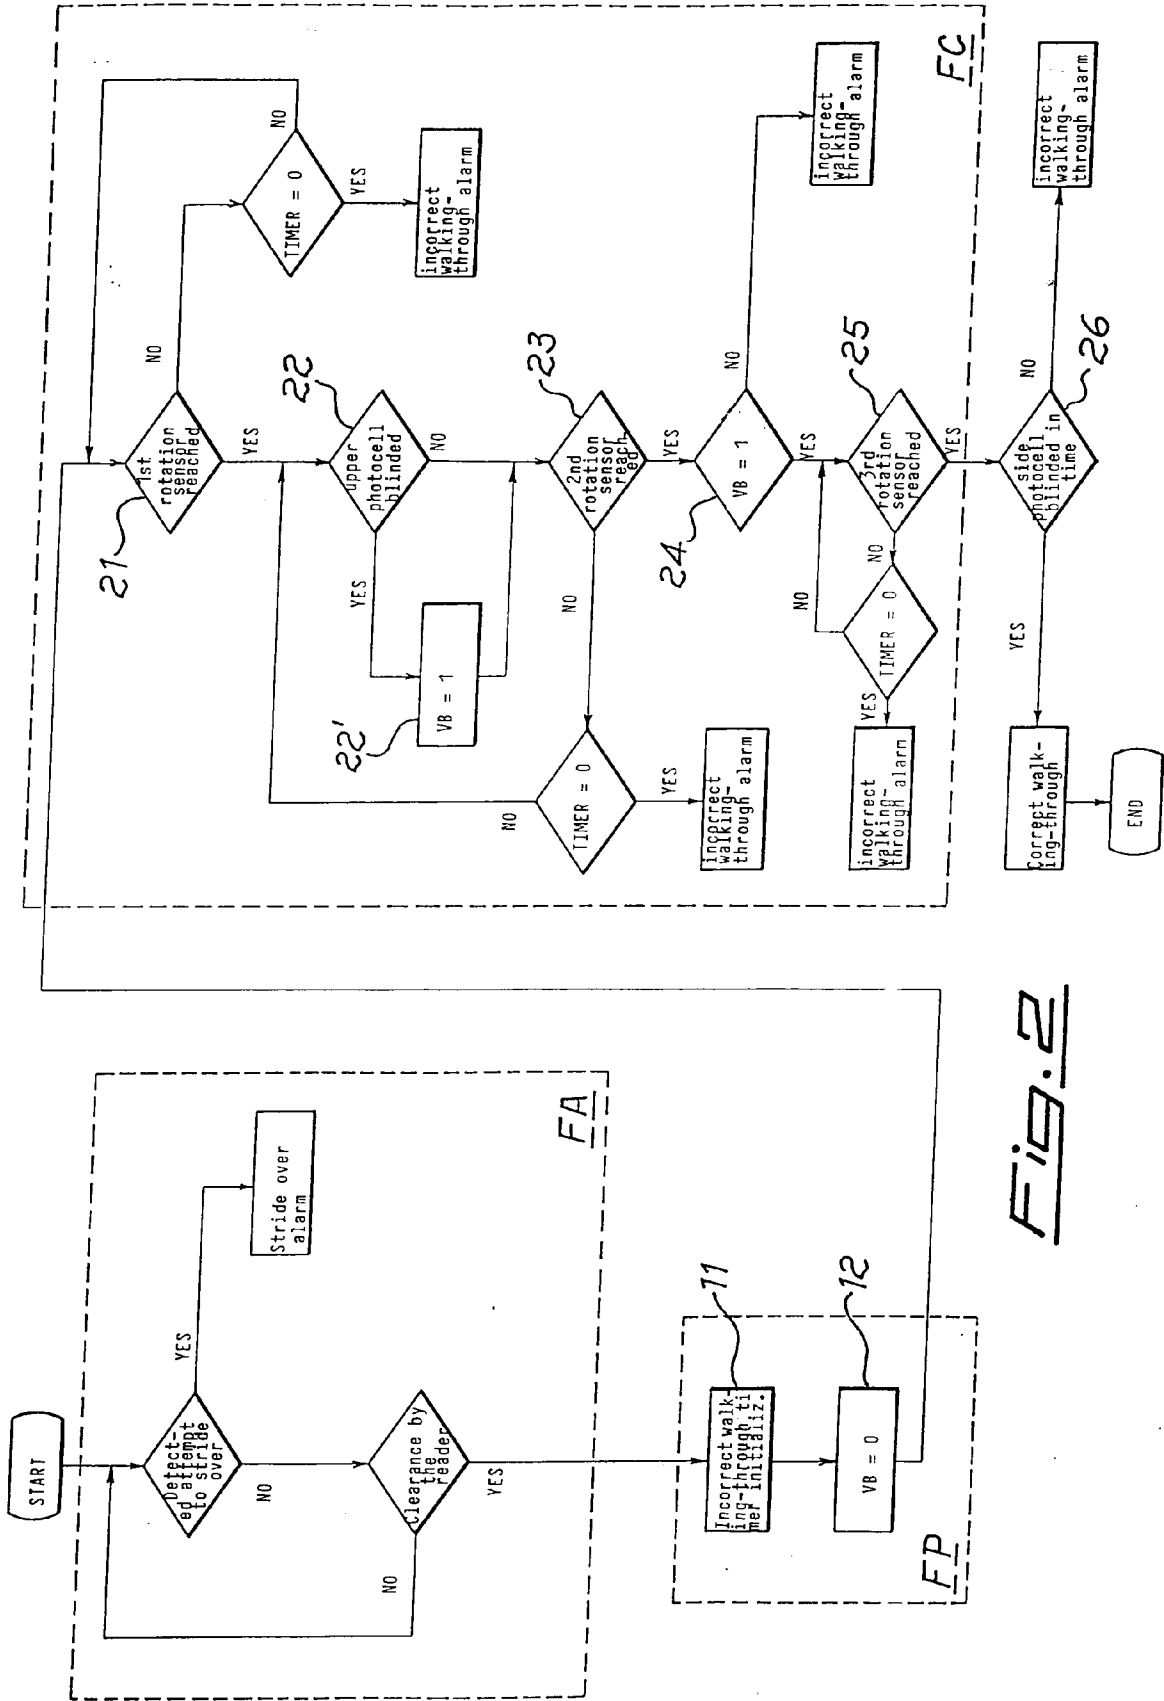 START
Detect-
ed attempt
to stride
over
YES
Stride over
alarm
NO
Clearance by
the
reader
NO
YES
FA
Incorrect walk-
ing-through ti
mer initializ.
11
VB = 0
12
FP
1st
rotation
sensor
reached
21
NO
TIMER = 0
NO
YES
incorrect
walking-
through alarm
YES
upper
photocell
blinded
22
YES
VB = 1
22'
NO
2nd
rotation
sensor
reach_
ed
23
NO
TIMER = 0
NO
YES
incorrect
walking-
through alarm
YES
VB = 1
24
NO
incorrect
walking-
through alarm
YES
3rd
rotation
sensor
reached
25
NO
TIMER = 0
NO
YES
incorrect
walking-
through alarm
YES
FC
side
photocell
blinded in
time
26
NO
incorrect
walking-
through alarm
YES
Correct walk-
ing-through
END
Fig. 2